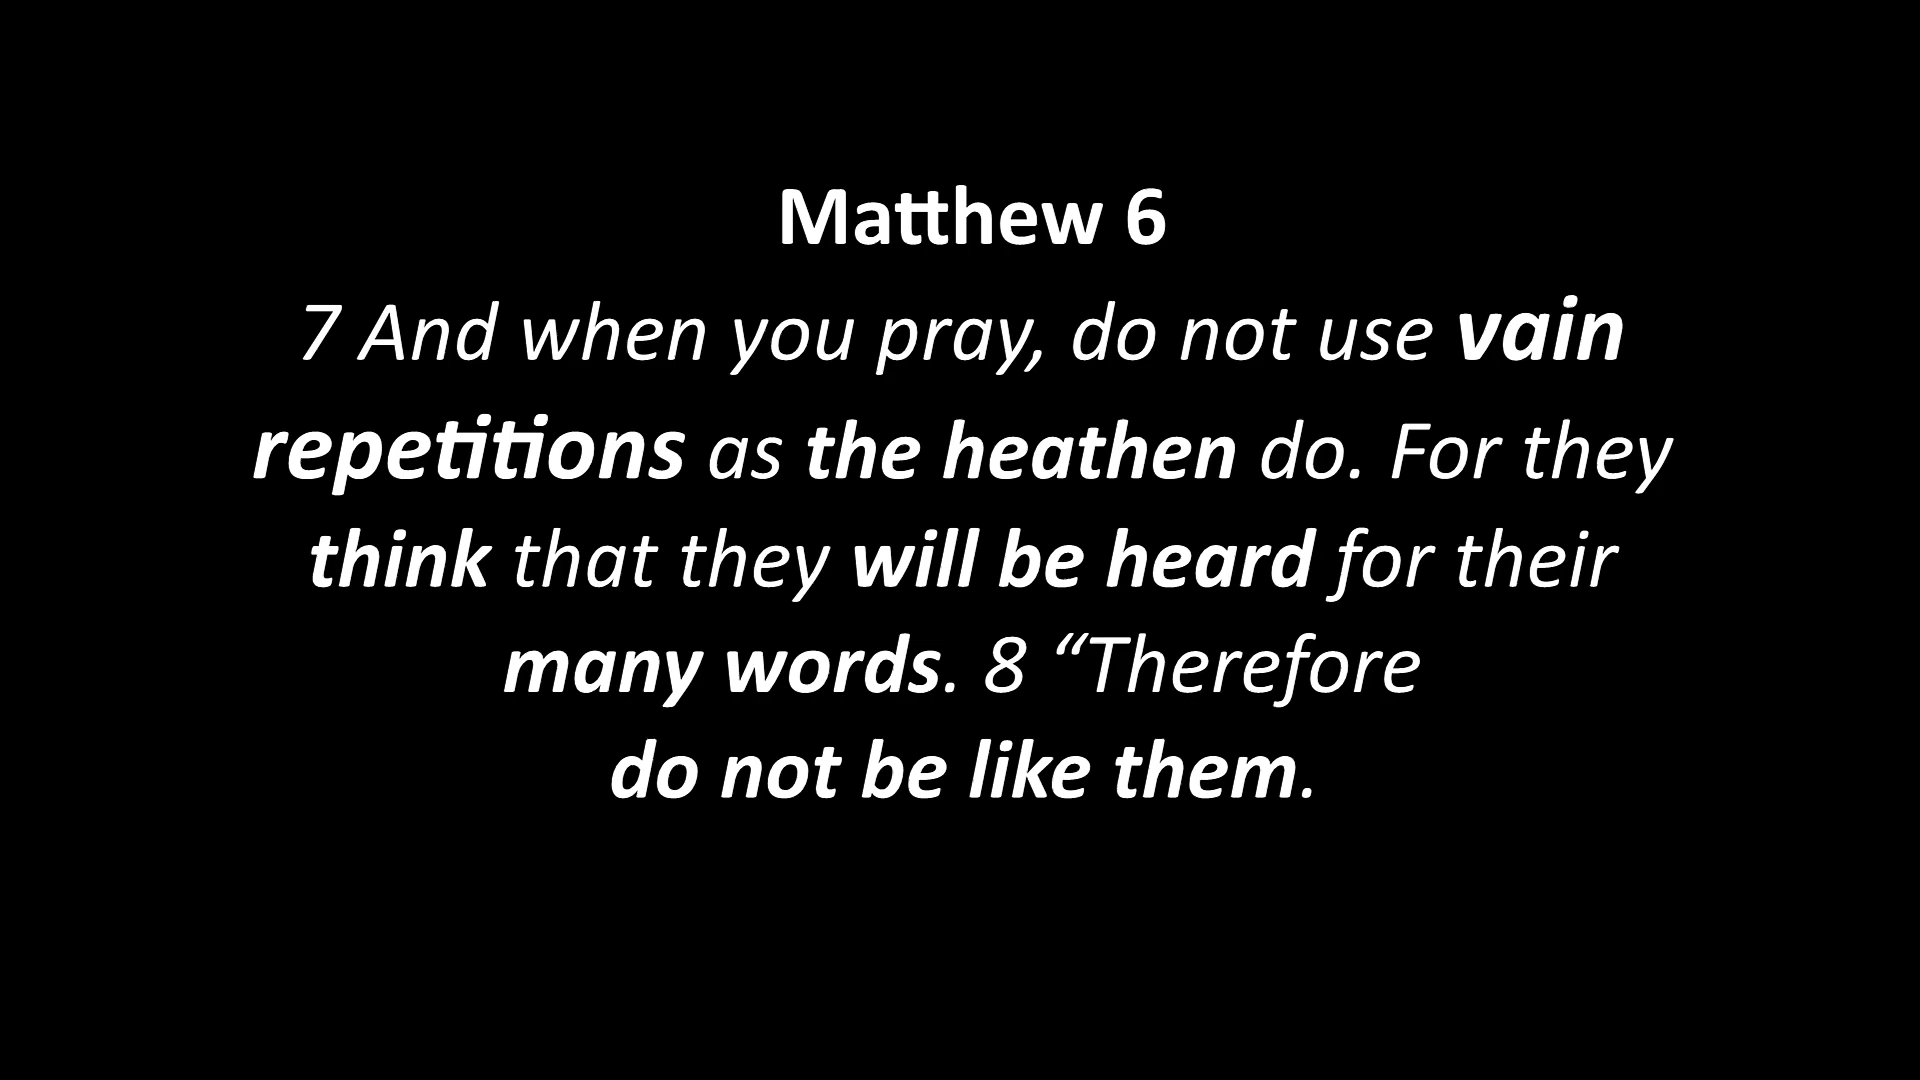 Matthew 6
7 And when you pray, do not use vain
repetitions as the heathen do. For they
think that they will be heard for their
many words. 8 “Therefore
do not be like them.